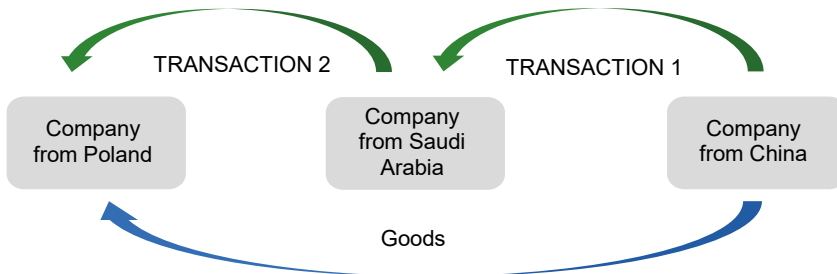 TRANSACTION 2
TRANSACTION 1
Company
from Poland
Company
from Saudi
Arabia
Company
from China
Goods